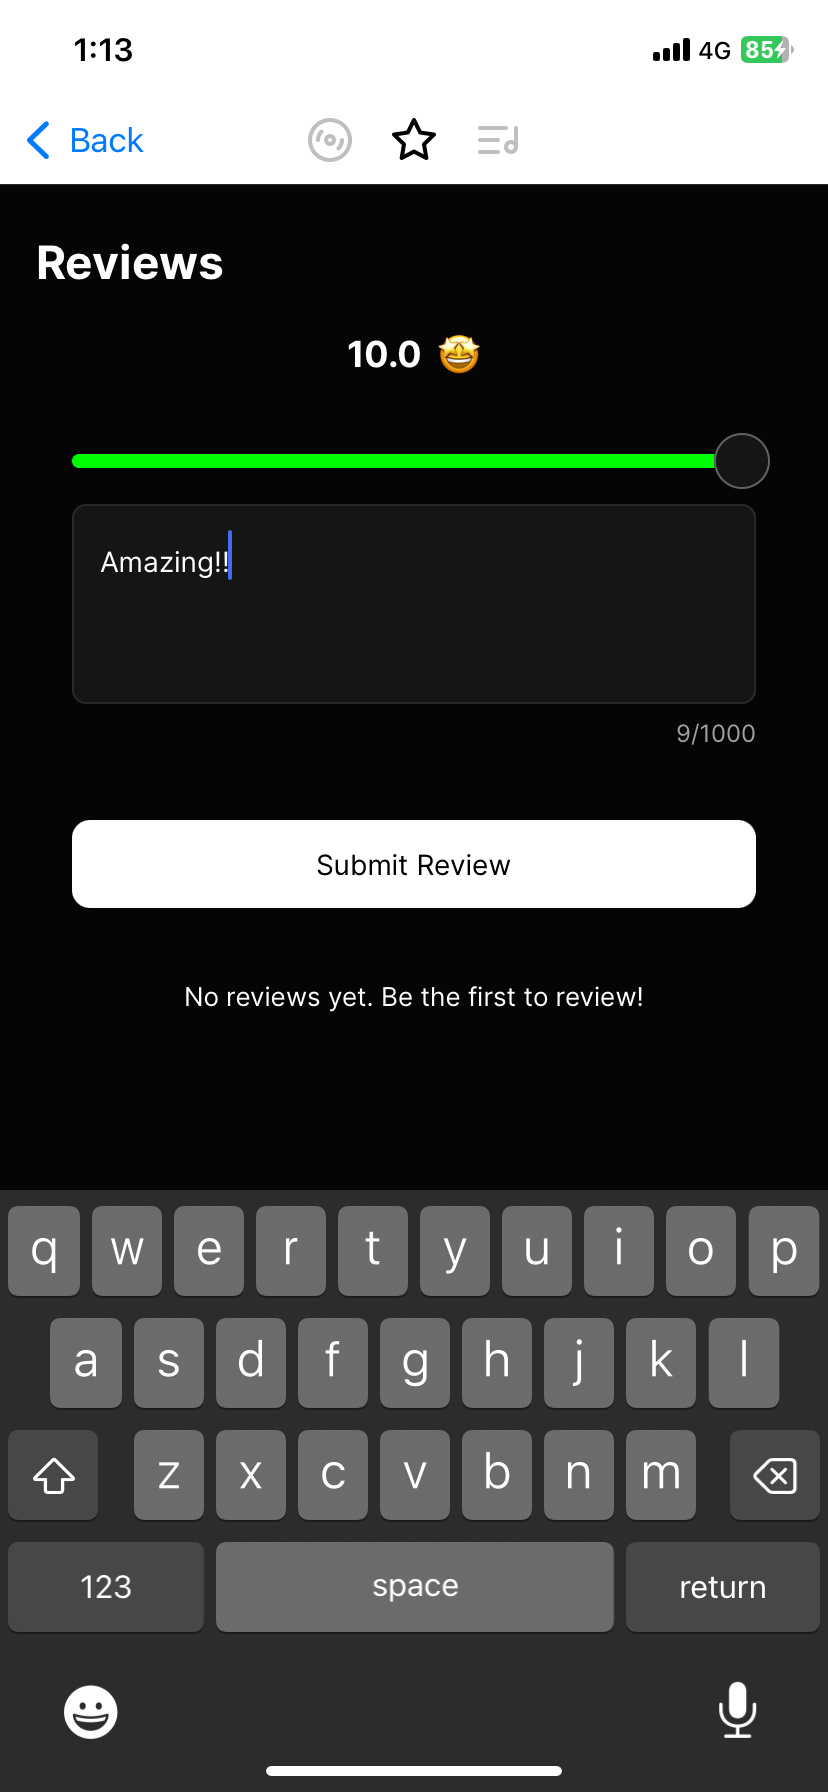 1:13 4G 85
Back
Reviews
10.0 🤩
Amazing!!
9/1000
Submit Review
No reviews yet. Be the first to review!
q w e r t y u i o p
a s d f g h j k l
z x c v b n m
123 space return